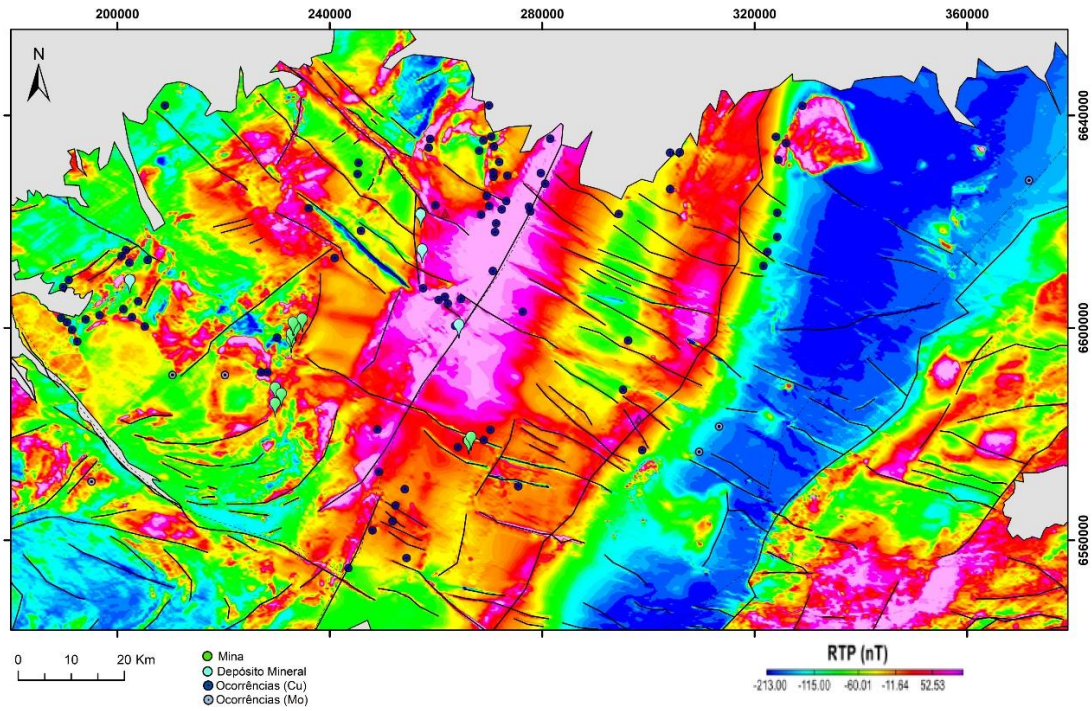 200000 240000 280000 320000 360000
N
6640000
6600000
6560000
0 10 20 Km
Mina
Depósito Mineral
Ocorrências (Cu)
Ocorrências (Mo)
RTP (nT)
-213.00 -115.00 -60.01 -11.64 52.53